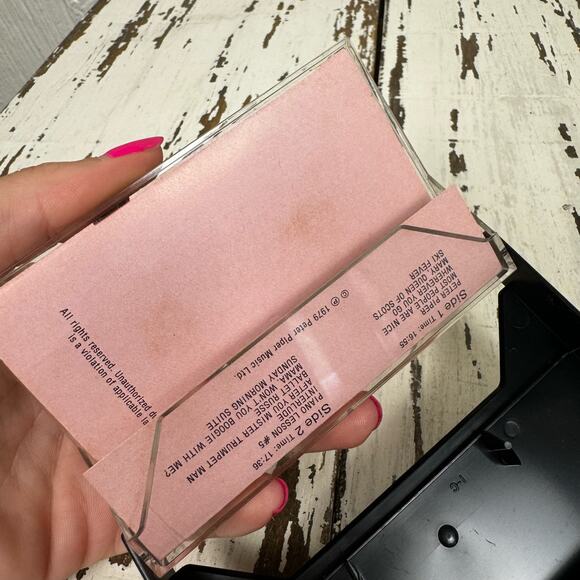 Side 1 Time: 16:55
PETER PIPER
MOST PEOPLE ARE NICE
WHEREVER YOU GO
MARY QUEEN OF SCOTS
SKI FEVER
Side 2 Time: 17:36
PIANO LESSON #5
INTERLUDE
AFTER YOU MISTER TRUMPET MAN
BALLET RUSSE
MAMA, WON'T YOU BOOGIE WITH ME?
SUNDAY MORNING SUITE
© ℗ 1979 Peter Piper Music Ltd.
All rights reserved. Unauthorized du
is a violation of applicable la